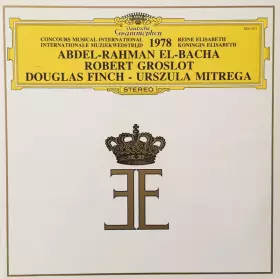 Deutsche
Grammophon
CONCOURS MUSICAL INTERNATIONAL REINE ELISABETH
INTERNATIONALE MUZIEKWEDSTRIJD 1978 KONINGIN ELISABETH
ABDEL-RAHMAN EL-BACHA
ROBERT GROSLOT
DOUGLAS FINCH - URSZULA MITREGA
STEREO